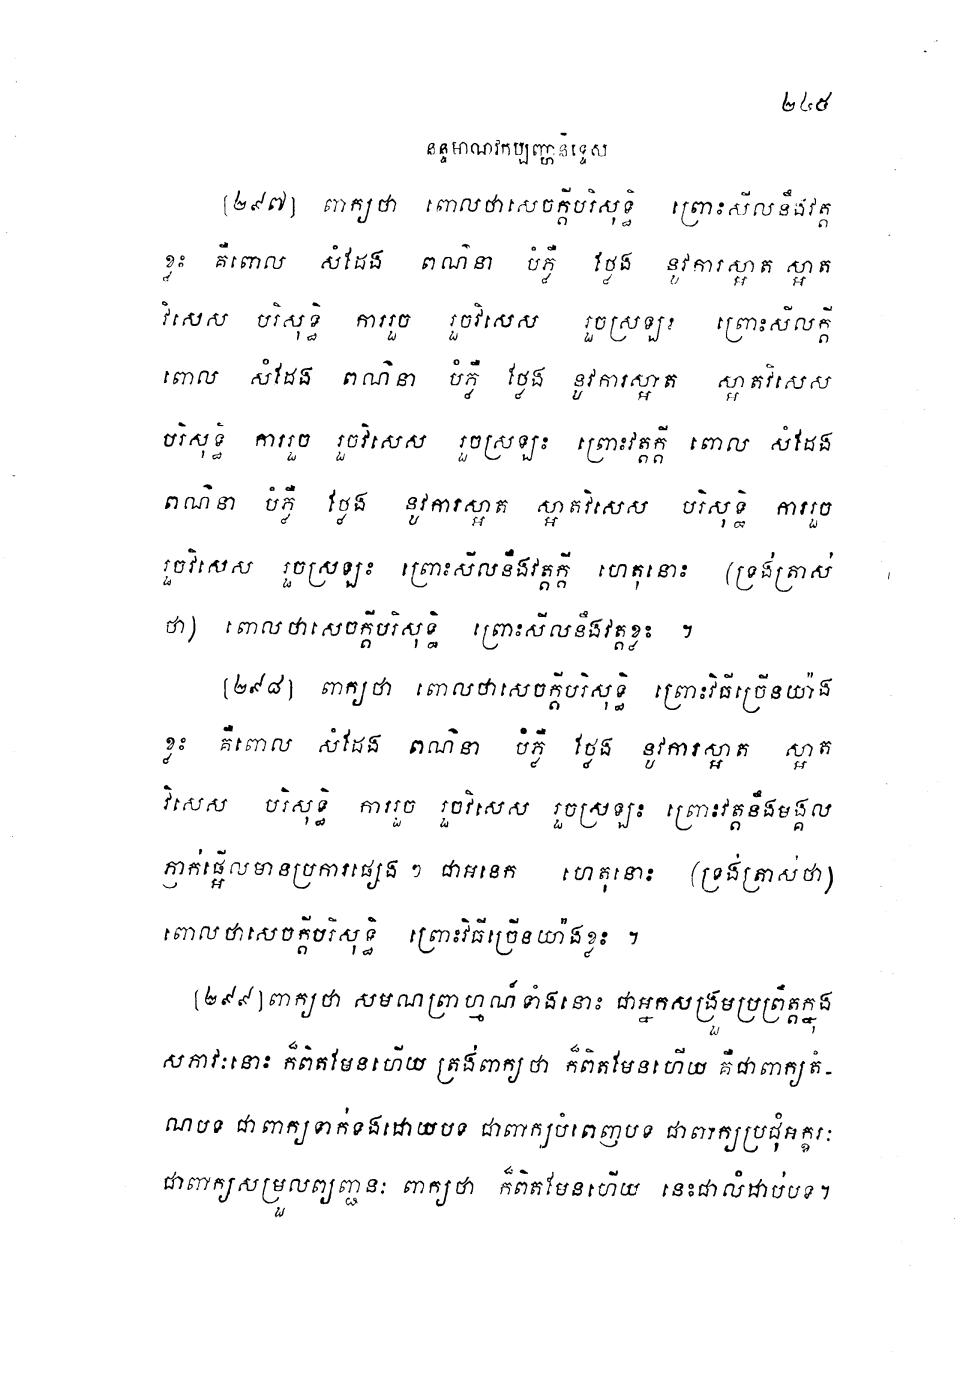 ២៤៥
នន្ទមាណវកប្បញ្ហានិទ្ទេស
[២៩៧] ពាក្យថា ពោលថាសេចក្តីបរិសុទ្ធិ ព្រោះសីលនឹងវត្ត
ខ្លះ គឺពោល សំដែង ពណ៌នា បំភ្លឺ ថ្លែង នូវការស្អាត ស្អាត
វិសេស បរិសុទ្ធិ ការរួច រួចវិសេស រួចស្រឡះ ព្រោះសីលក្តី
ពោល សំដែង ពណ៌នា បំភ្លឺ ថ្លែង នូវការស្អាត ស្អាតវិសេស
បរិសុទ្ធិ ការរួច រួចវិសេស រួចស្រឡះ ព្រោះវត្តក្តី ពោល សំដែង
ពណ៌នា បំភ្លឺ ថ្លែង នូវការស្អាត ស្អាតវិសេស បរិសុទ្ធិ ការរួច
រួចវិសេស រួចស្រឡះ ព្រោះសីលនឹងវត្តក្តី ហេតុនោះ (ទ្រង់ត្រាស់
ថា) ពោលថាសេចក្តីបរិសុទ្ធិ ព្រោះសីលនឹងវត្តខ្លះ ។
[២៩៨] ពាក្យថា ពោលថាសេចក្តីបរិសុទ្ធិ ព្រោះវិធីច្រើនយ៉ាង
ខ្លះ គឺពោល សំដែង ពណ៌នា បំភ្លឺ ថ្លែង នូវការស្អាត ស្អាត
វិសេស បរិសុទ្ធិ ការរួច រួចវិសេស រួចស្រឡះ ព្រោះវត្តនឹងមង្គល
ភ្ញាក់ផ្អើលមានប្រការផ្សេង ៗ ជាអនេក ហេតុនោះ (ទ្រង់ត្រាស់ថា)
ពោលថាសេចក្តីបរិសុទ្ធិ ព្រោះវិធីច្រើនយ៉ាងខ្លះ ។
[២៩៩] ពាក្យថា សមណព្រាហ្មណ៍ទាំងនោះ ជាអ្នកសង្រួមប្រព្រឹត្តក្នុង
សភាវៈនោះ ក៏ពិតមែនហើយ ត្រង់ពាក្យថា ក៏ពិតមែនហើយ គឺជាពាក្យតំ-
ណបទ ជាពាក្យទាក់ទងដោយបទ ជាពាក្យបំពេញបទ ជាពាក្យប្រជុំអក្ខរៈ
ជាពាក្យសម្រួលព្យញ្ជនៈ ពាក្យថា ក៏ពិតមែនហើយ នេះជាលំដាប់បទ។